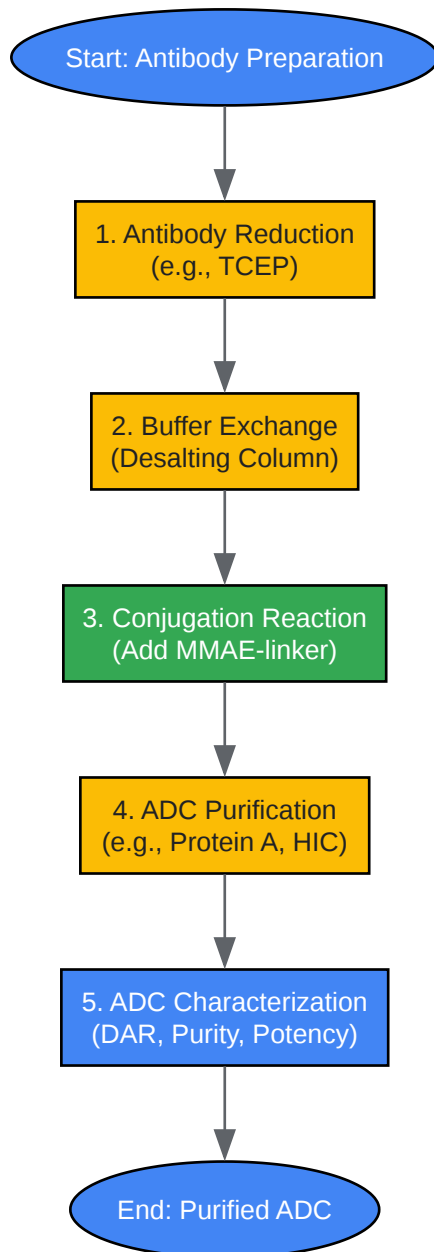 Start: Antibody Preparation
1. Antibody Reduction
(e.g., TCEP)
2. Buffer Exchange
(Desalting Column)
3. Conjugation Reaction
(Add MMAE-linker)
4. ADC Purification
(e.g., Protein A, HIC)
5. ADC Characterization
(DAR, Purity, Potency)
End: Purified ADC